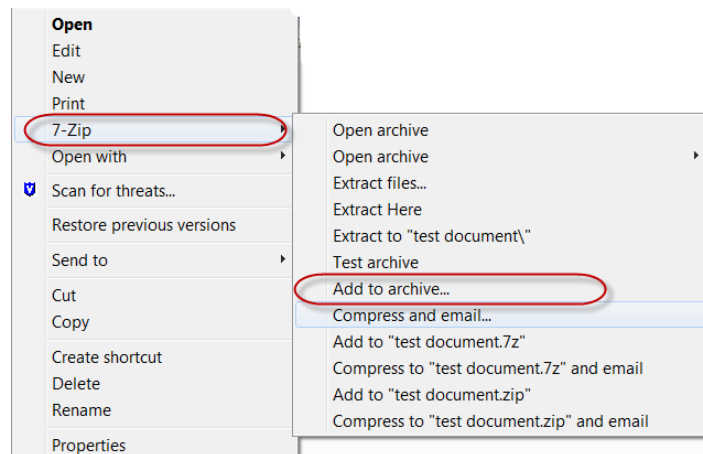 Open
Edit
New
Print
7-Zip
Open with
Scan for threats...
Restore previous versions
Send to
Cut
Copy
Create shortcut
Delete
Rename
Properties
Open archive
Open archive
Extract files...
Extract Here
Extract to "test document\"
Test archive
Add to archive...
Compress and email...
Add to "test document.7z"
Compress to "test document.7z" and email
Add to "test document.zip"
Compress to "test document.zip" and email